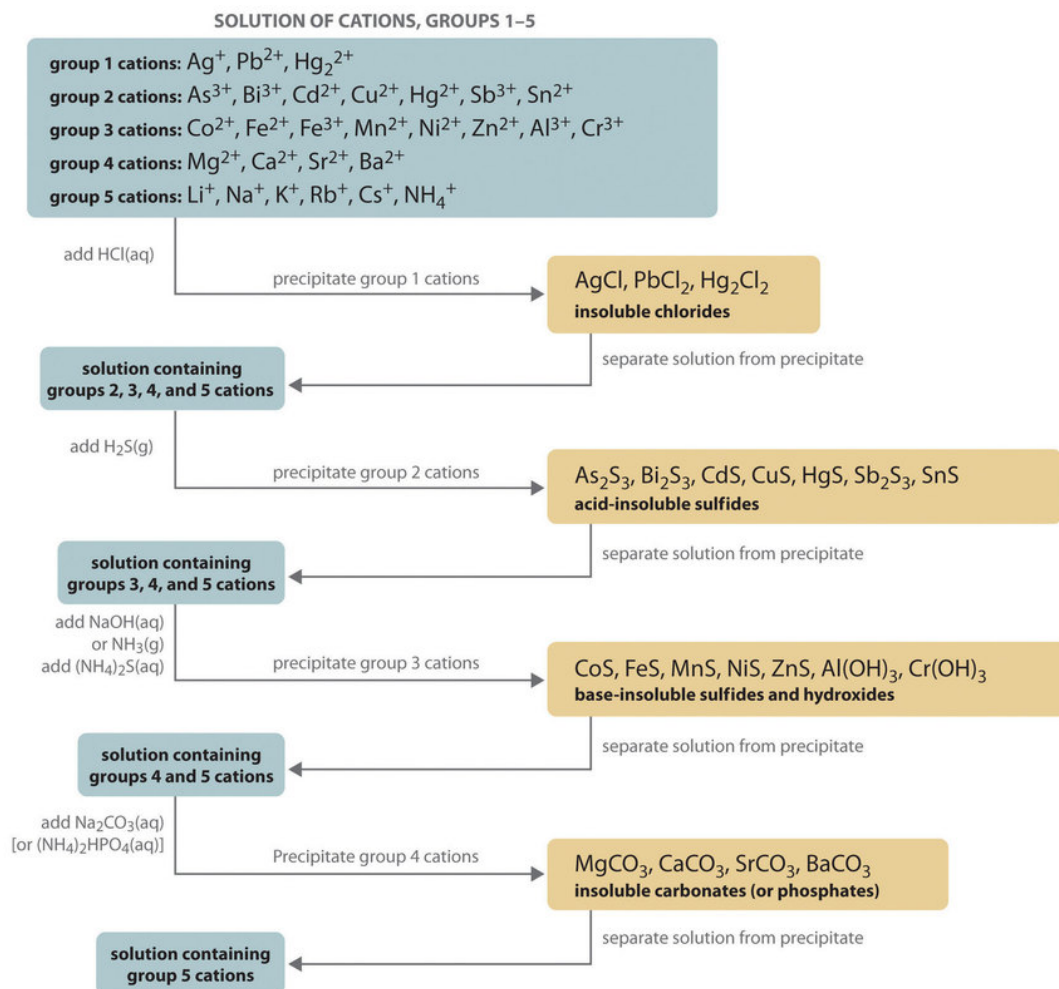 SOLUTION OF CATIONS, GROUPS 1–5
group 1 cations: Ag⁺, Pb²⁺, Hg₂²⁺
group 2 cations: As³⁺, Bi³⁺, Cd²⁺, Cu²⁺, Hg²⁺, Sb³⁺, Sn²⁺
group 3 cations: Co²⁺, Fe²⁺, Fe³⁺, Mn²⁺, Ni²⁺, Zn²⁺, Al³⁺, Cr³⁺
group 4 cations: Mg²⁺, Ca²⁺, Sr²⁺, Ba²⁺
group 5 cations: Li⁺, Na⁺, K⁺, Rb⁺, Cs⁺, NH₄⁺
add HCl(aq)
precipitate group 1 cations
AgCl, PbCl₂, Hg₂Cl₂
insoluble chlorides
separate solution from precipitate
solution containing
groups 2, 3, 4, and 5 cations
add H₂S(g)
precipitate group 2 cations
As₂S₃, Bi₂S₃, CdS, CuS, HgS, Sb₂S₃, SnS
acid-insoluble sulfides
separate solution from precipitate
solution containing
groups 3, 4, and 5 cations
add NaOH(aq)
or NH₃(g)
add (NH₄)₂S(aq)
precipitate group 3 cations
CoS, FeS, MnS, NiS, ZnS, Al(OH)₃, Cr(OH)₃
base-insoluble sulfides and hydroxides
separate solution from precipitate
solution containing
groups 4 and 5 cations
add Na₂CO₃(aq)
[or (NH₄)₂HPO₄(aq)]
Precipitate group 4 cations
MgCO₃, CaCO₃, SrCO₃, BaCO₃
insoluble carbonates (or phosphates)
separate solution from precipitate
solution containing
group 5 cations